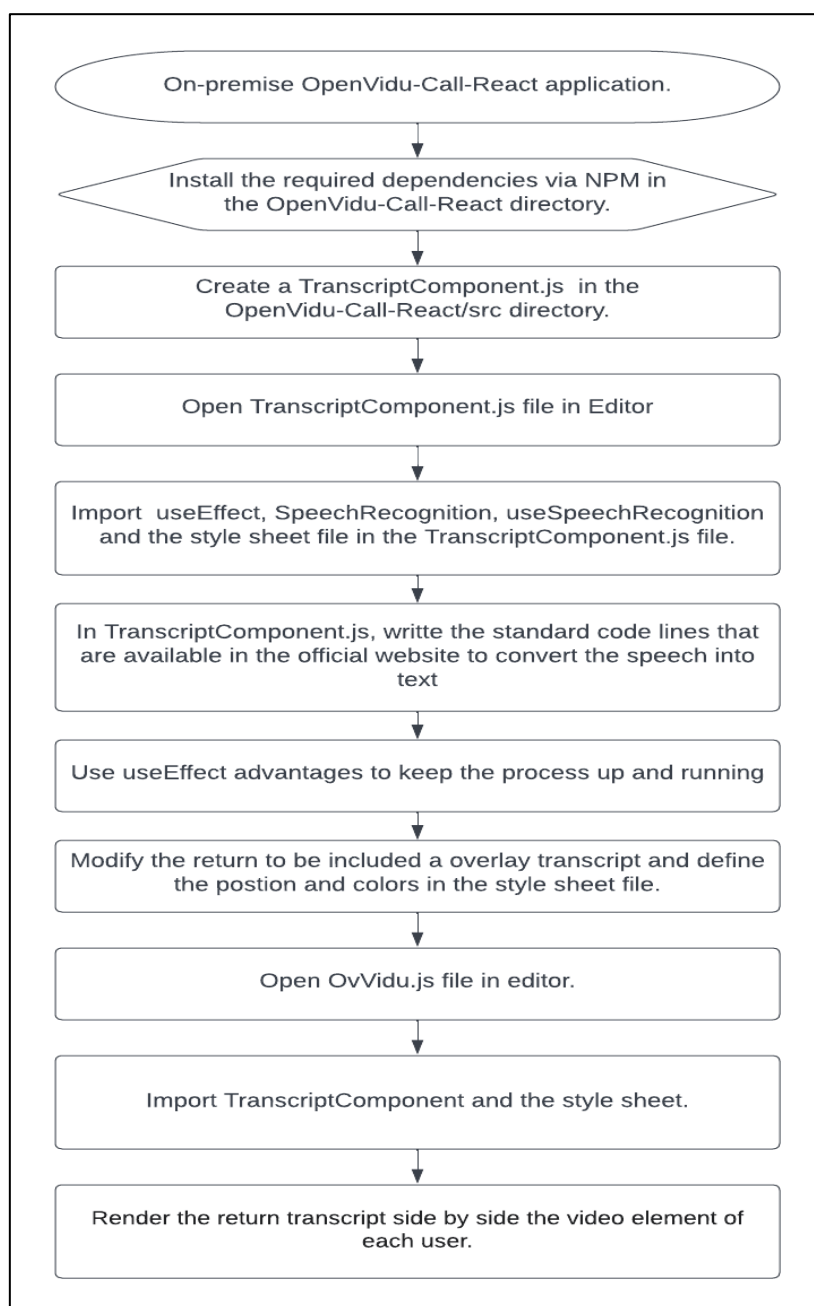 On-premise OpenVidu-Call-React application.
Install the required dependencies via NPM in
the OpenVidu-Call-React directory.
Create a TranscriptComponent.js in the
OpenVidu-Call-React/src directory.
Open TranscriptComponent.js file in Editor
Import useEffect, SpeechRecognition, useSpeechRecognition
and the style sheet file in the TranscriptComponent.js file.
In TranscriptComponent.js, writte the standard code lines that
are available in the official website to convert the speech into
text
Use useEffect advantages to keep the process up and running
Modify the return to be included a overlay transcript and define
the postion and colors in the style sheet file.
Open OvVidu.js file in editor.
Import TranscriptComponent and the style sheet.
Render the return transcript side by side the video element of
each user.